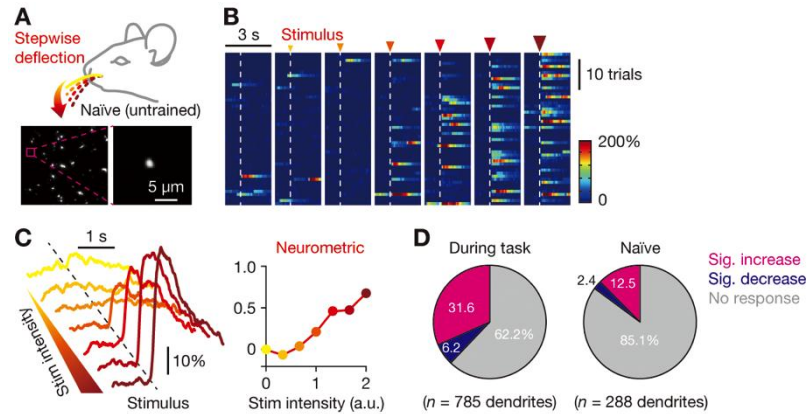 A
Stepwise
deflection
Naïve (untrained)
5 μm
B
3 s
Stimulus
10 trials
200%
0
C
1 s
Stim intensity
10%
Stimulus
Neurometric
1.0
0.5
0
0
1
2
Stim intensity (a.u.)
D
During task
31.6
6.2
62.2%
(n = 785 dendrites)
Naïve
2.4
12.5
85.1%
(n = 288 dendrites)
Sig. increase
Sig. decrease
No response